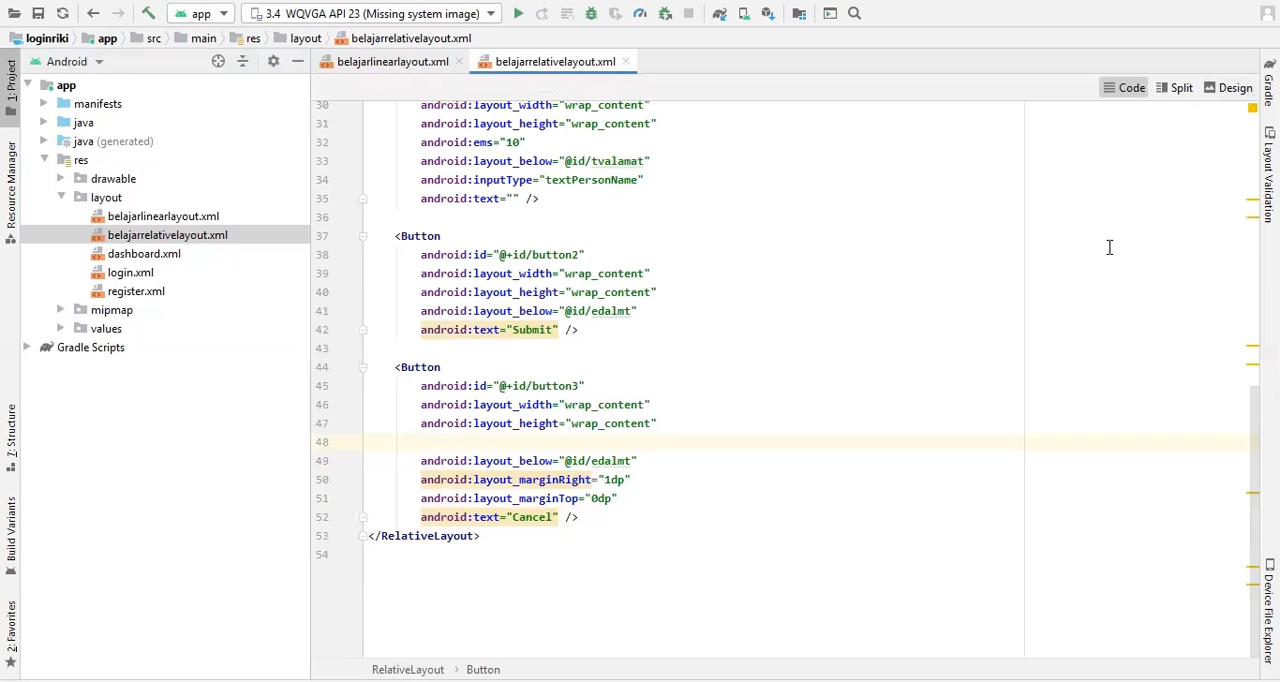 app
3.4 WQVGA API 23 (Missing system image)
loginriki
app
src
main
res
layout
belajarrelativelayout.xml
1: Project
Resource Manager
Z: Structure
Build Variants
2: Favorites
Android
app
manifests
java
java (generated)
res
drawable
layout
belajarlinearlayout.xml
belajarrelativelayout.xml
dashboard.xml
login.xml
register.xml
mipmap
values
Gradle Scripts
belajarlinearlayout.xml
belajarrelativelayout.xml
Code
Split
Design
30 android:layout_width="wrap_content"
31 android:layout_height="wrap_content"
32 android:ems="10"
33 android:layout_below="@id/tvalamat"
34 android:inputType="textPersonName"
35 android:text="" />
36
37 <Button
38 android:id="@+id/button2"
39 android:layout_width="wrap_content"
40 android:layout_height="wrap_content"
41 android:layout_below="@id/edalmt"
42 android:text="Submit" />
43
44 <Button
45 android:id="@+id/button3"
46 android:layout_width="wrap_content"
47 android:layout_height="wrap_content"
48
49 android:layout_below="@id/edalmt"
50 android:layout_marginRight="1dp"
51 android:layout_marginTop="0dp"
52 android:text="Cancel" />
53 </RelativeLayout>
54
RelativeLayout > Button
Gradle
Layout Validation
Device File Explorer